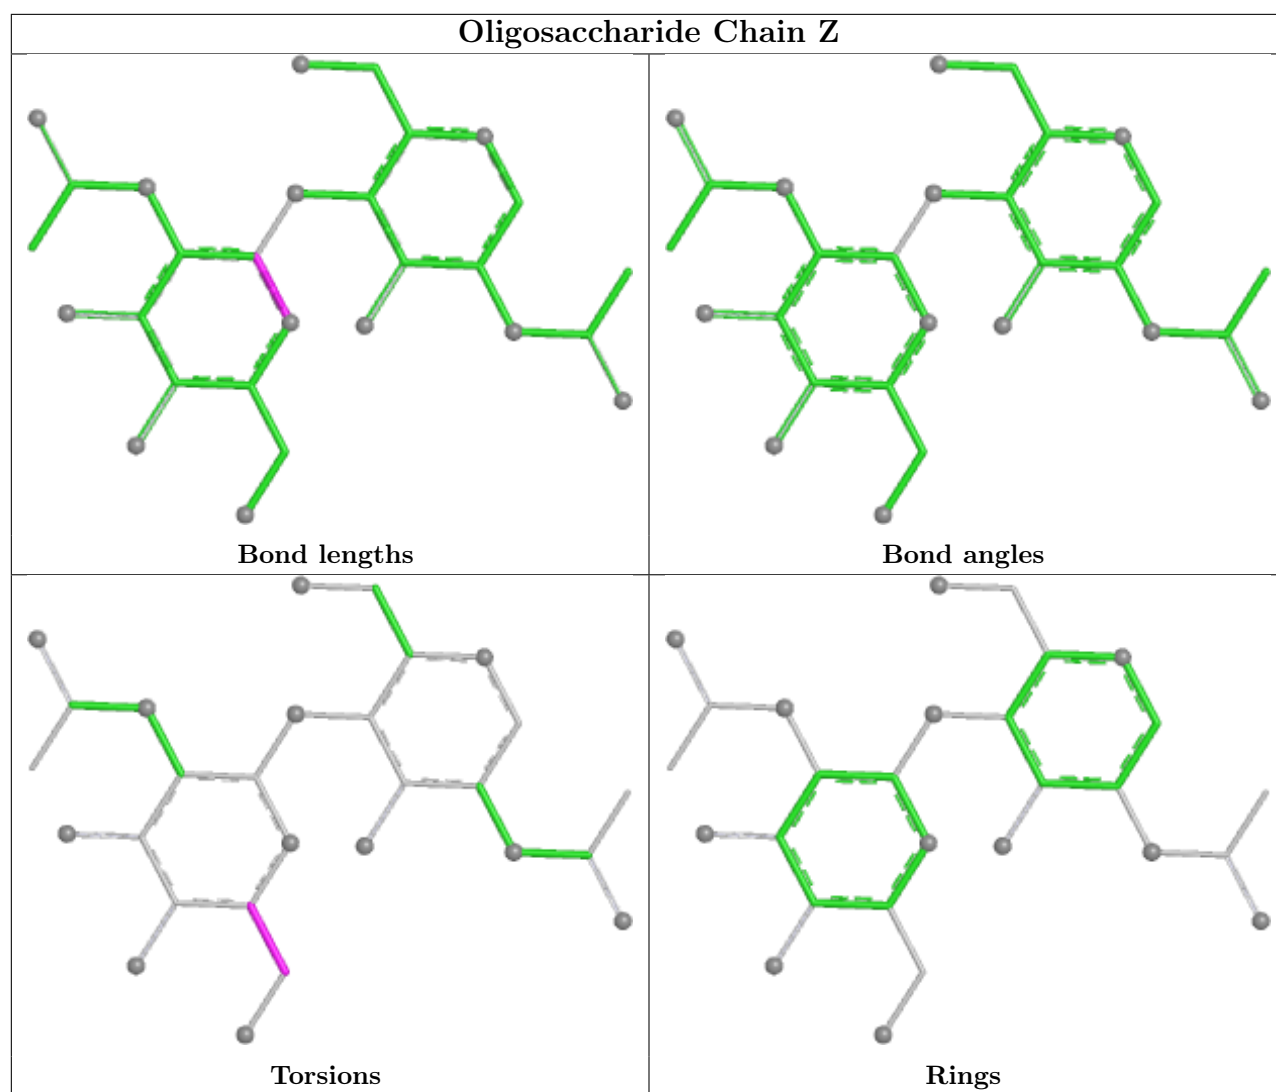 Oligosaccharide Chain Z
Bond lengths
Bond angles
Torsions
Rings